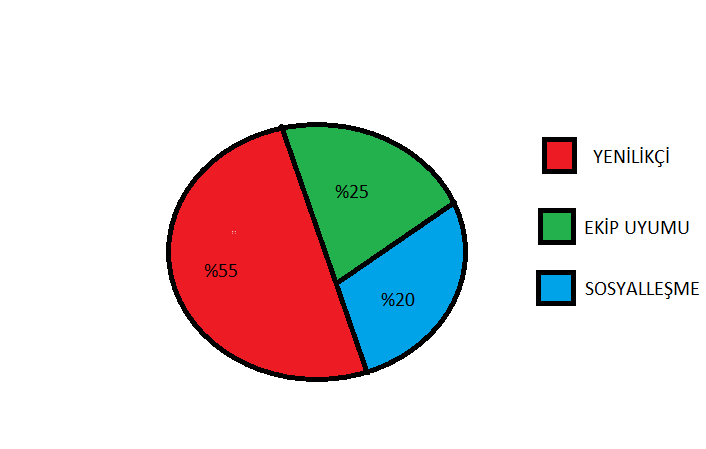 %25
%55
%20
YENİLİKÇİ
EKİP UYUMU
SOSYALLEŞME